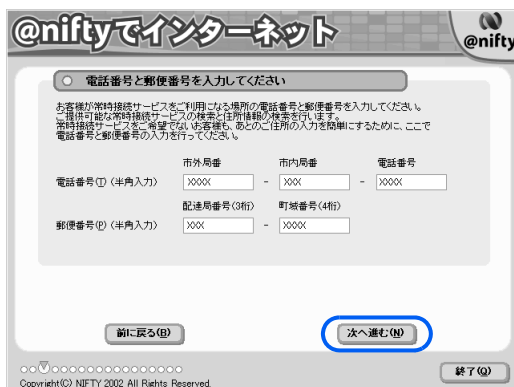 @niftyでインターネット
@nifty
電話番号と郵便番号を入力してください
お客様が常時接続サービスをご利用になる場所の電話番号と郵便番号を入力してください。
ご提供可能な常時接続サービスの検索と住所情報の検索を行います。
常時接続サービスをご希望でないお客様も、あとのご住所の入力を簡単にするために、ここで
電話番号と郵便番号の入力を行ってください。
市外局番 市内局番 電話番号
電話番号(T) (半角入力) XXXX - XXX - XXXX
配達局番号(3桁) 町域番号(4桁)
郵便番号(P) (半角入力) XXX - XXXX
前に戻る(B) 次へ進む(N)
終了(Q)
Copyright(C) NIFTY 2002 All Rights Reserved.